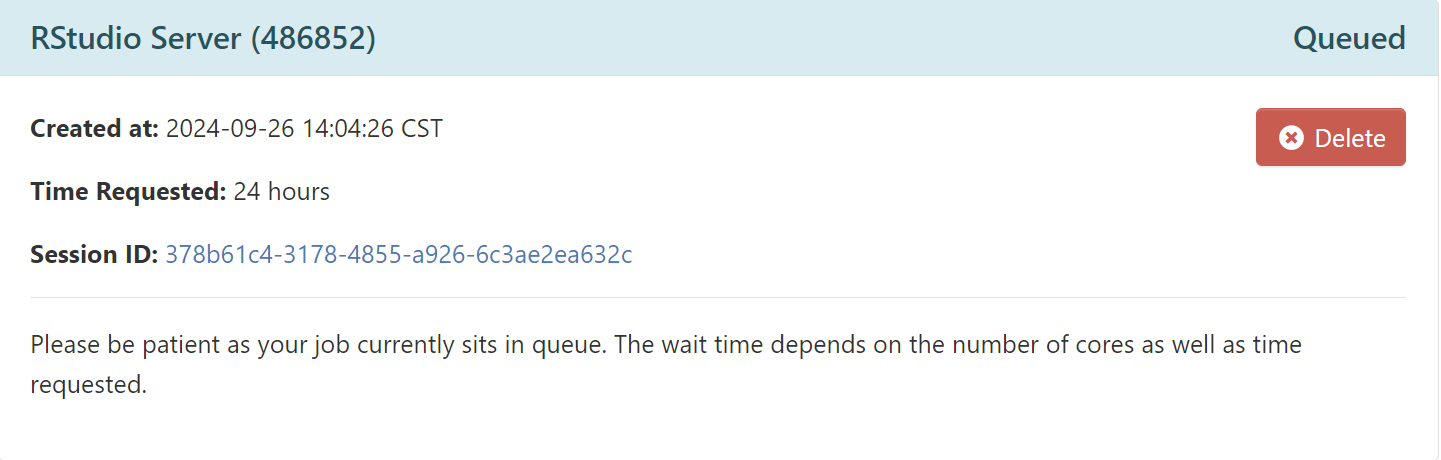 RStudio Server (486852) Queued
Created at: 2024-09-26 14:04:26 CST
Delete
Time Requested: 24 hours
Session ID: 378b61c4-3178-4855-a926-6c3ae2ea632c
Please be patient as your job currently sits in queue. The wait time depends on the number of cores as well as time
requested.